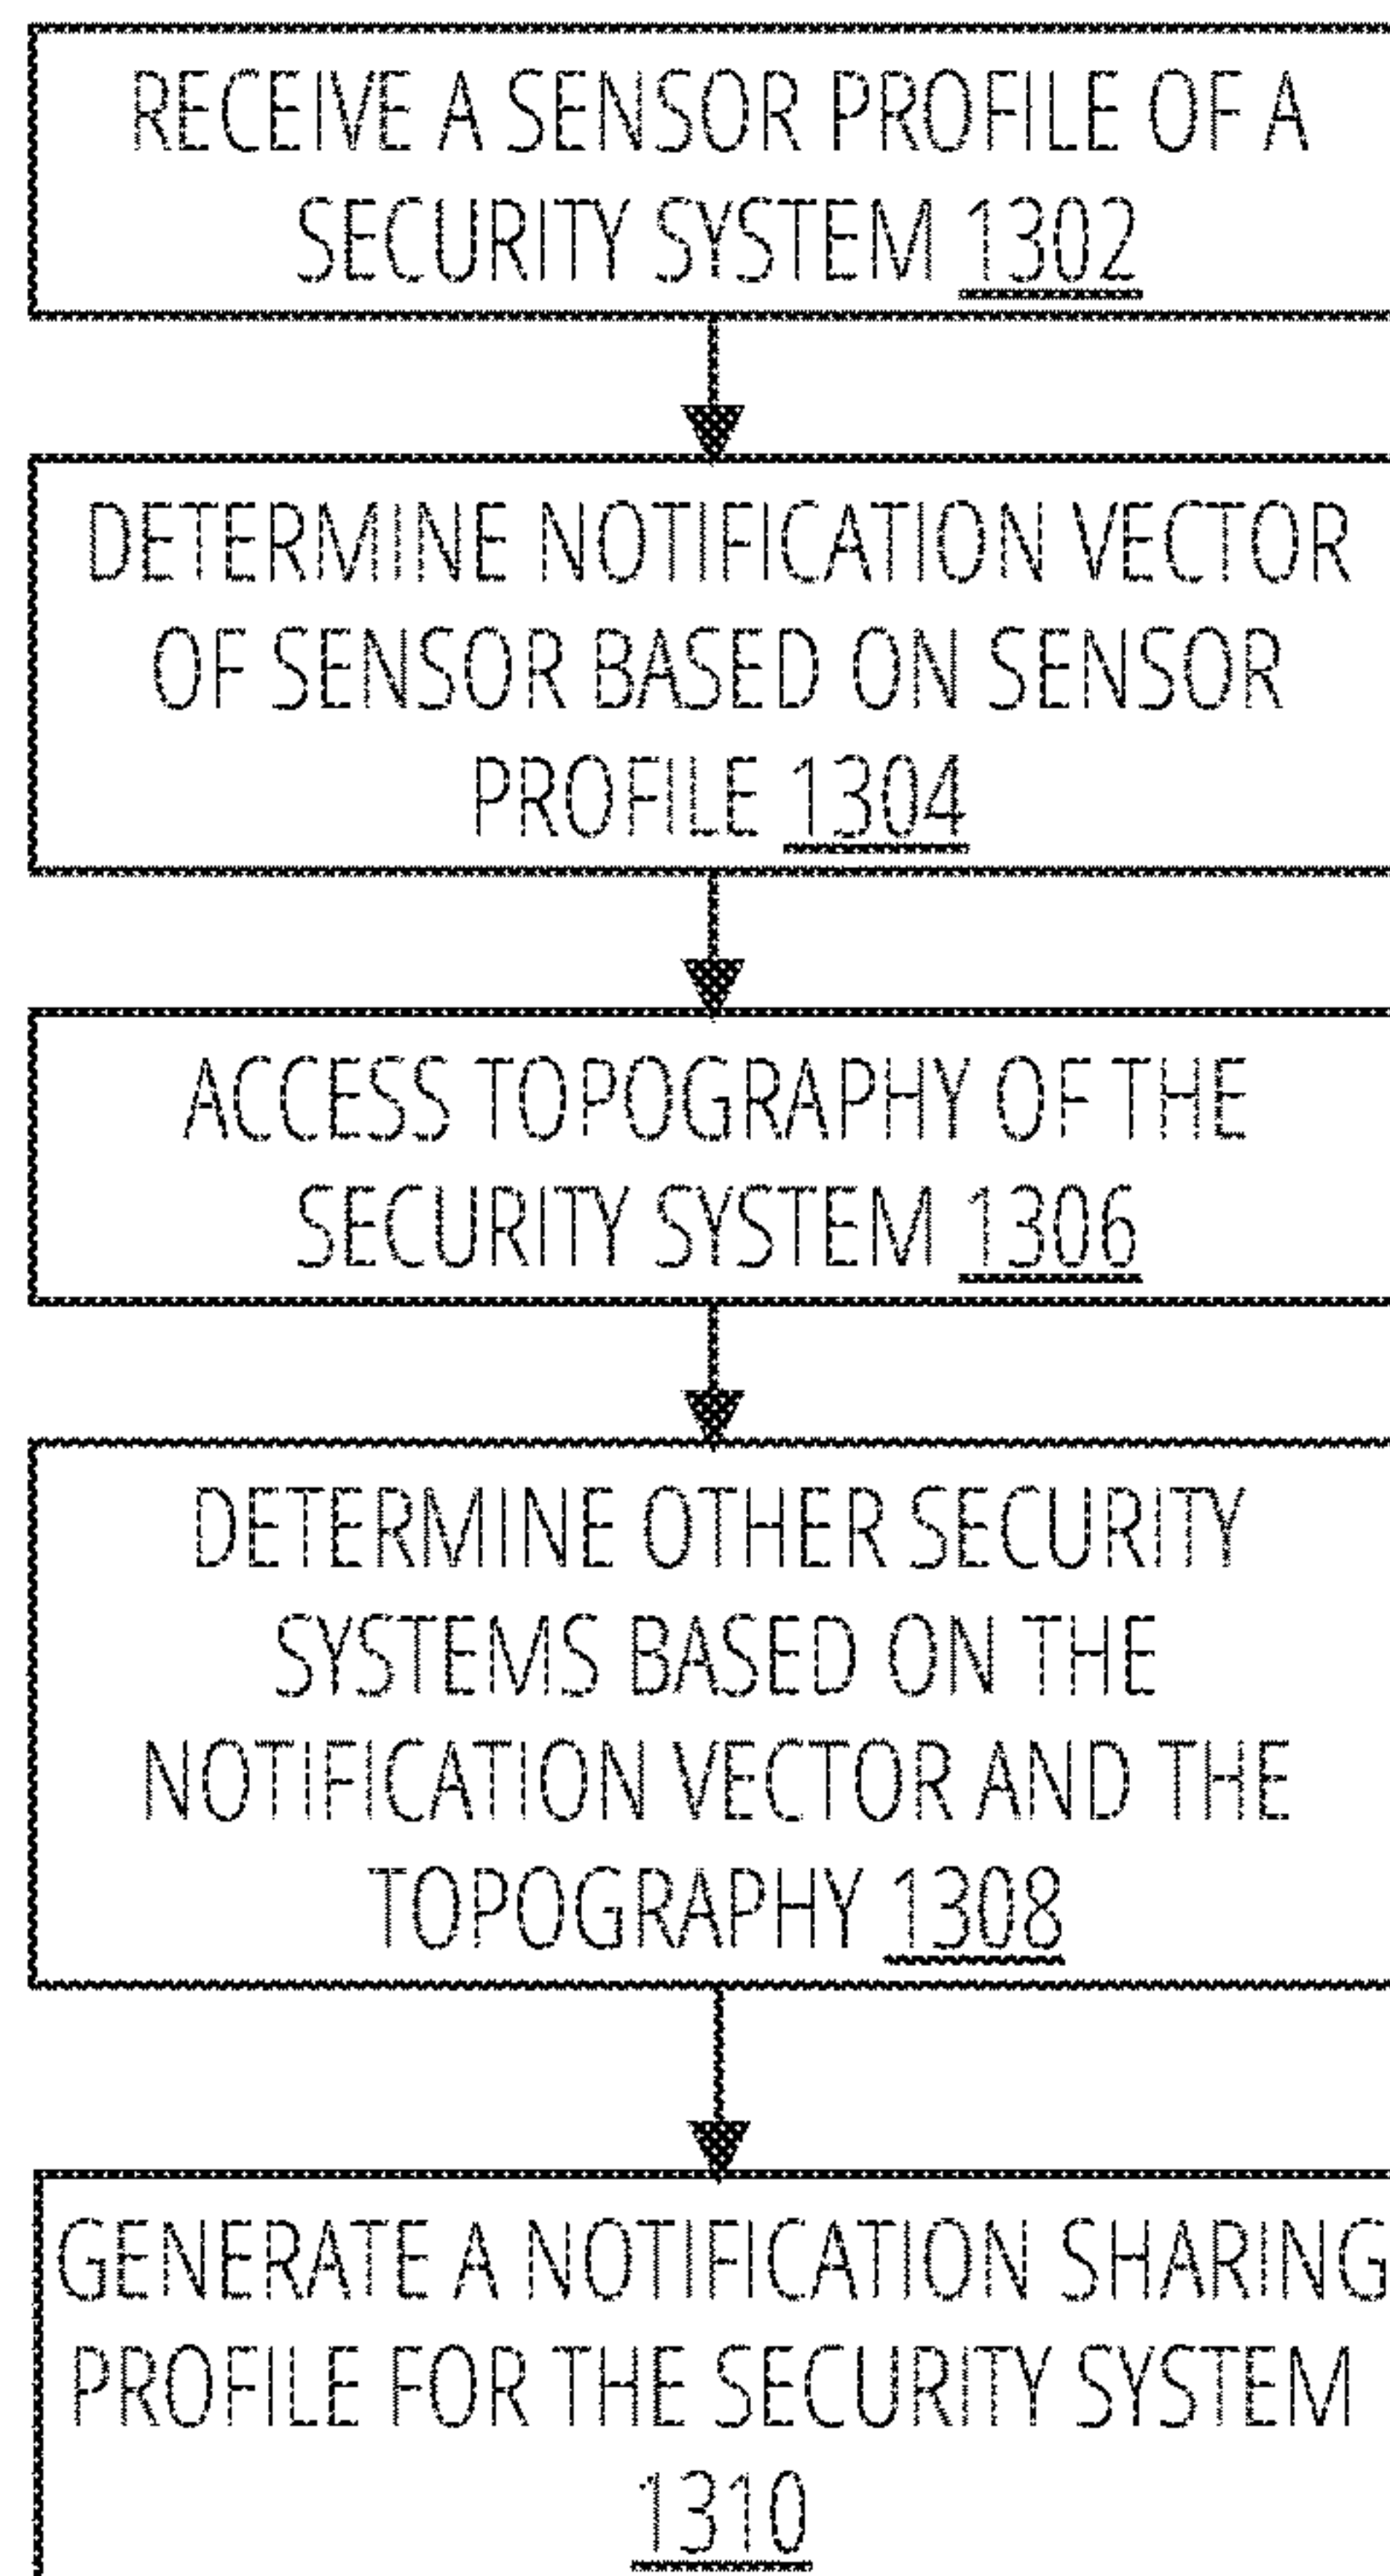 RECEIVE A SENSOR PROFILE OF A
SECURITY SYSTEM 1302
DETERMINE NOTIFICATION VECTOR
OF SENSOR BASED ON SENSOR
PROFILE 1304
ACCESS TOPOGRAPHY OF THE
SECURITY SYSTEM 1306
DETERMINE OTHER SECURITY
SYSTEMS BASED ON THE
NOTIFICATION VECTOR AND THE
TOPOGRAPHY 1308
GENERATE A NOTIFICATION SHARING
PROFILE FOR THE SECURITY SYSTEM
1310